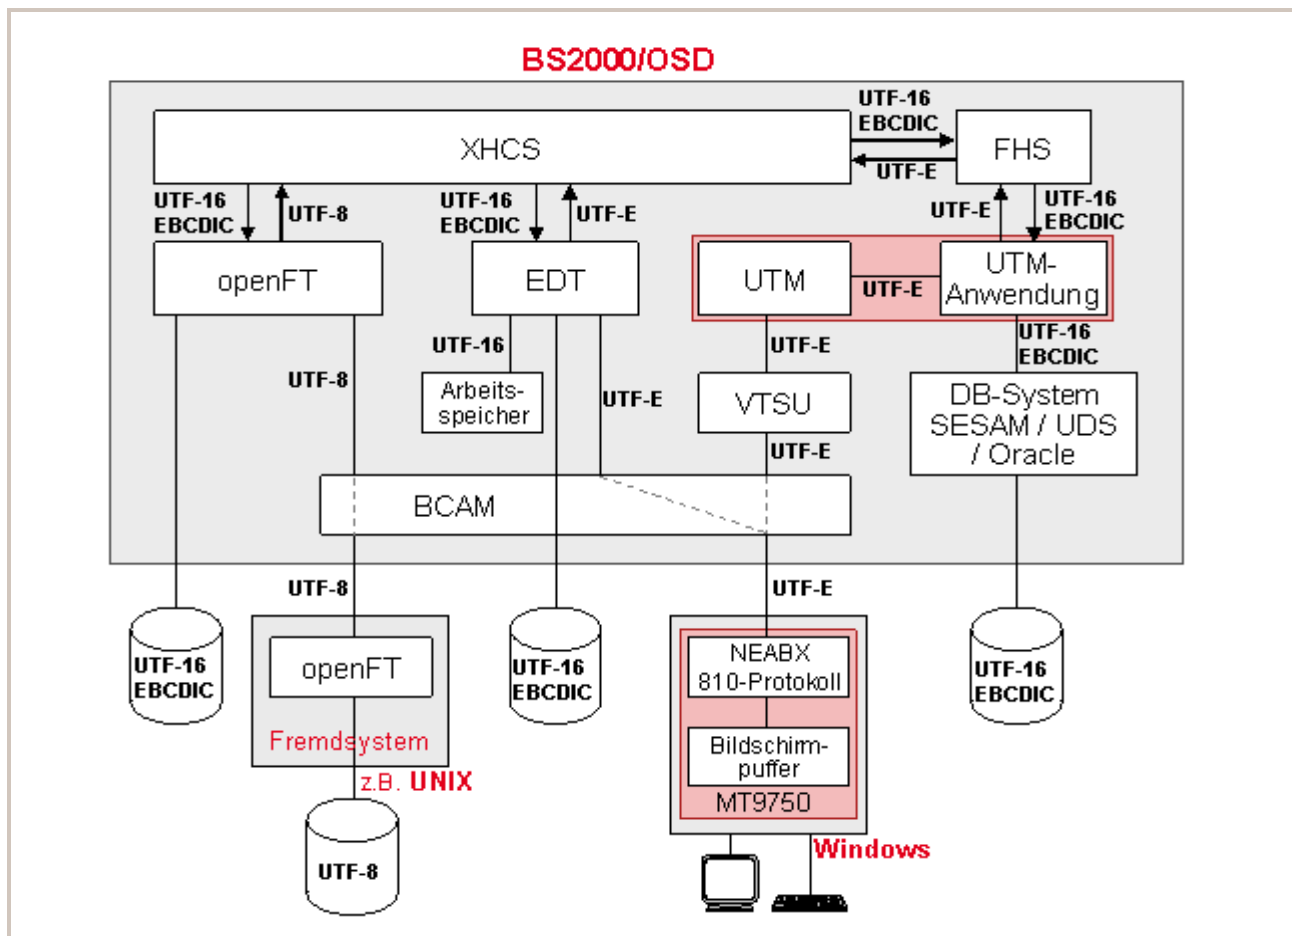 BS2000/OSD
XHCS
UTF-16
EBCDIC
UTF-E
FHS
UTF-16
EBCDIC
UTF-8
UTF-16
EBCDIC
UTF-E
UTF-E
UTF-16
EBCDIC
openFT
EDT
UTM
UTF-E
UTM-
Anwendung
UTF-8
UTF-16
Arbeits-
speicher
UTF-E
UTF-E
VTSU
UTF-E
UTF-16
EBCDIC
DB-System
SESAM / UDS
/ Oracle
BCAM
UTF-8
UTF-E
UTF-16
EBCDIC
openFT
Fremdsystem
z.B. UNIX
UTF-8
UTF-16
EBCDIC
NEABX
810-Protokoll
Bildschirm-
puffer
MT9750
Windows
UTF-16
EBCDIC